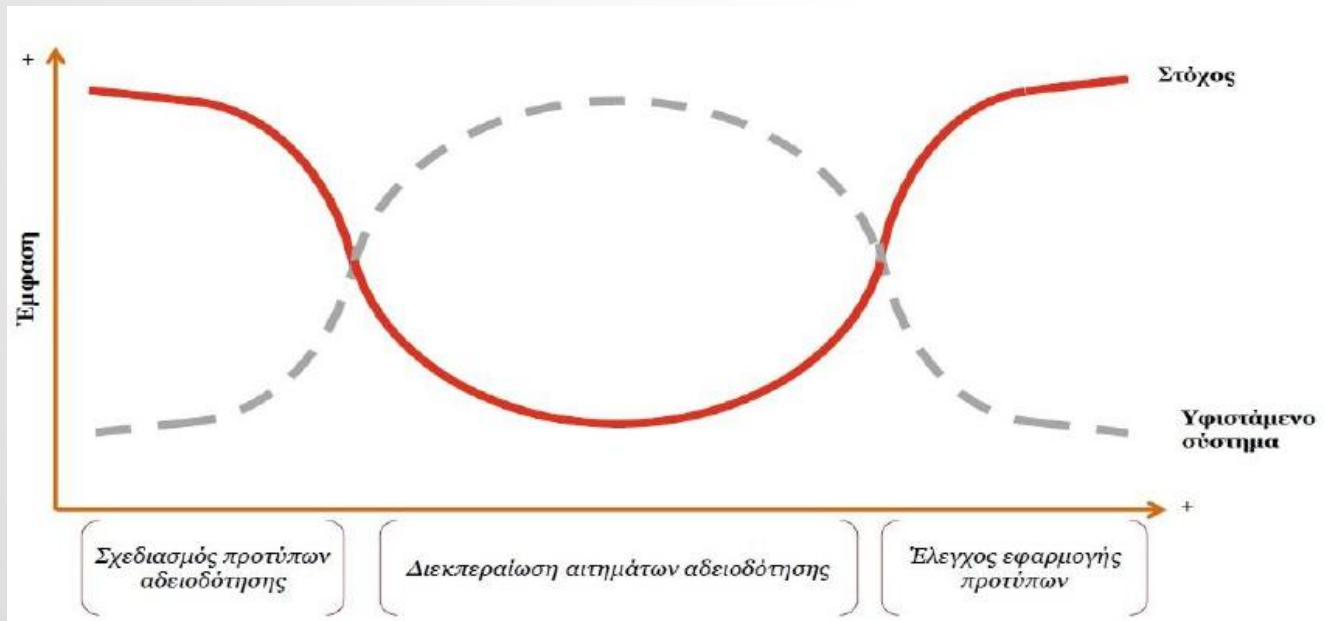 +
Στόχος
Έμφαση
Υφιστάμενο
σύστημα
+
Σχεδιασμός προτύπων
αδειοδότησης
Διεκπεραίωση αιτημάτων αδειοδότησης
Έλεγχος εφαρμογής
προτύπων